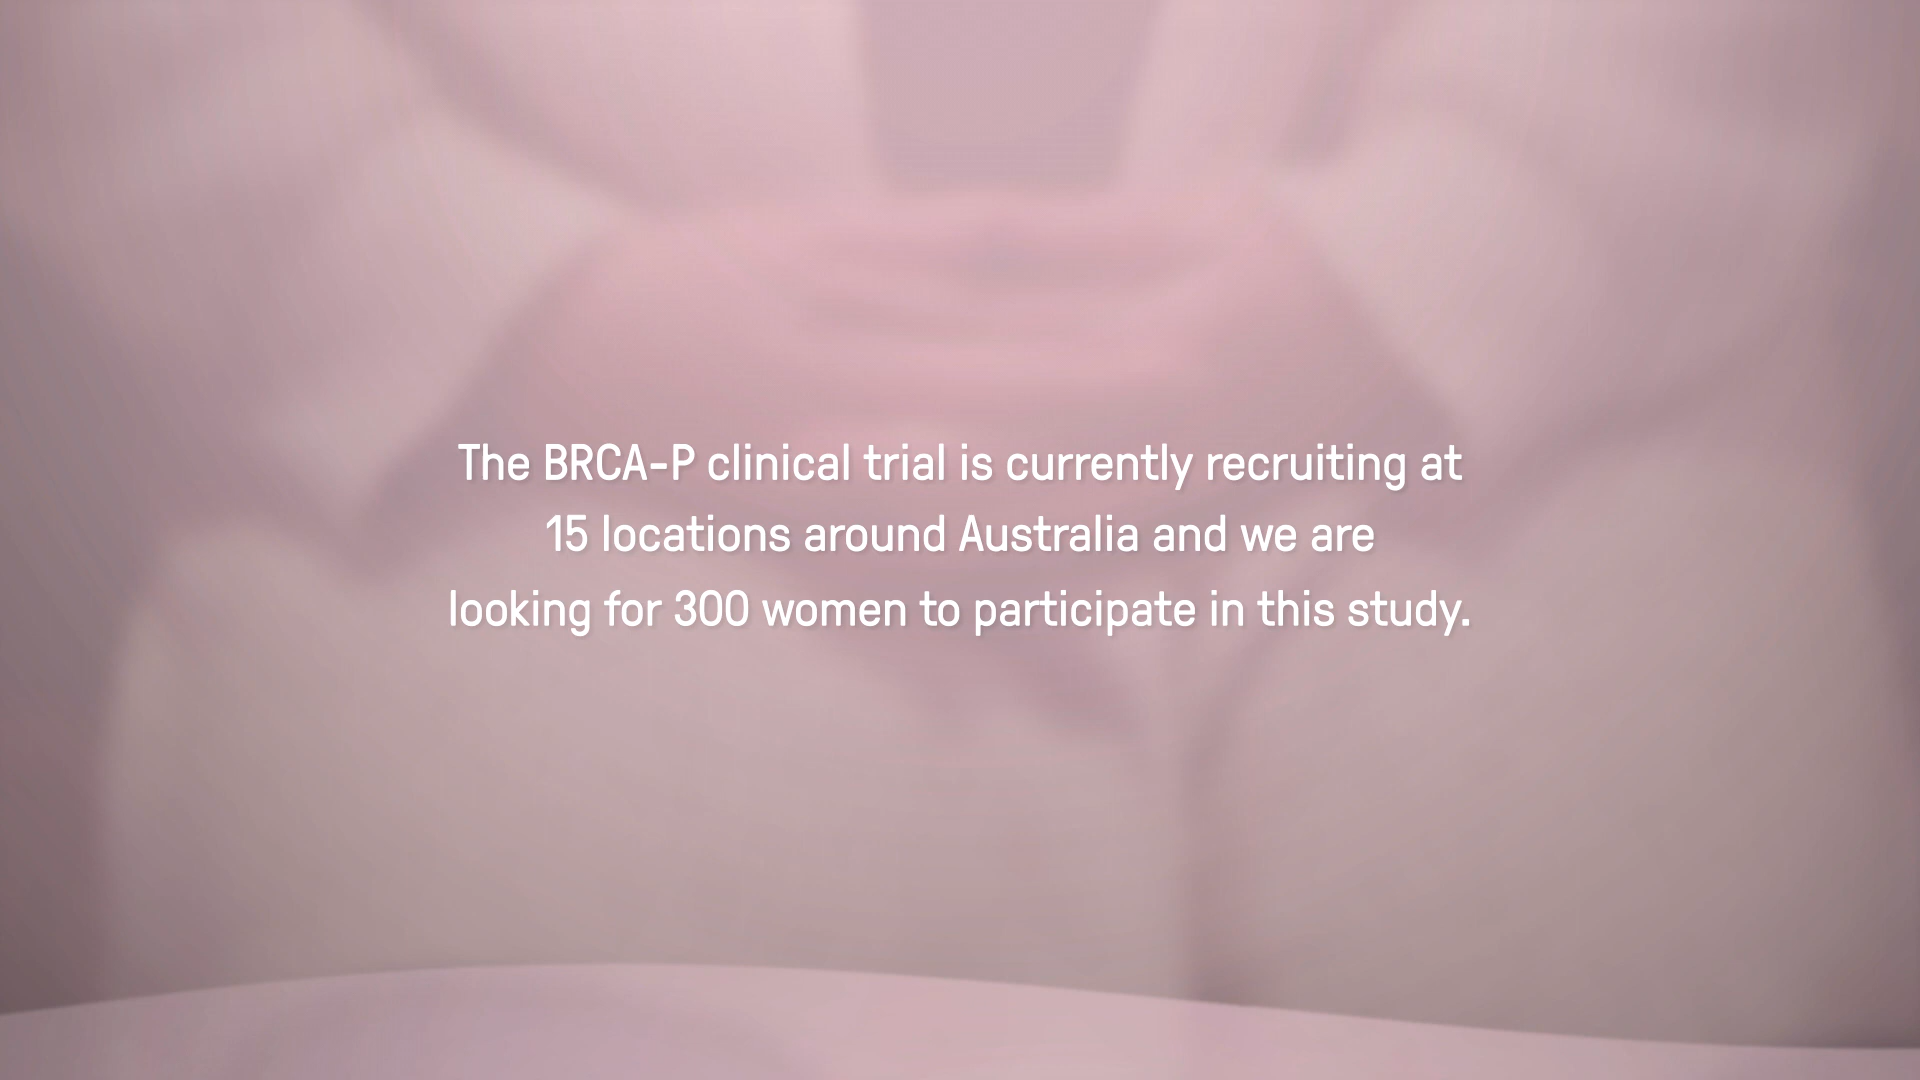 The BRCA-P clinical trial is currently recruiting at
15 locations around Australia and we are
looking for 300 women to participate in this study.